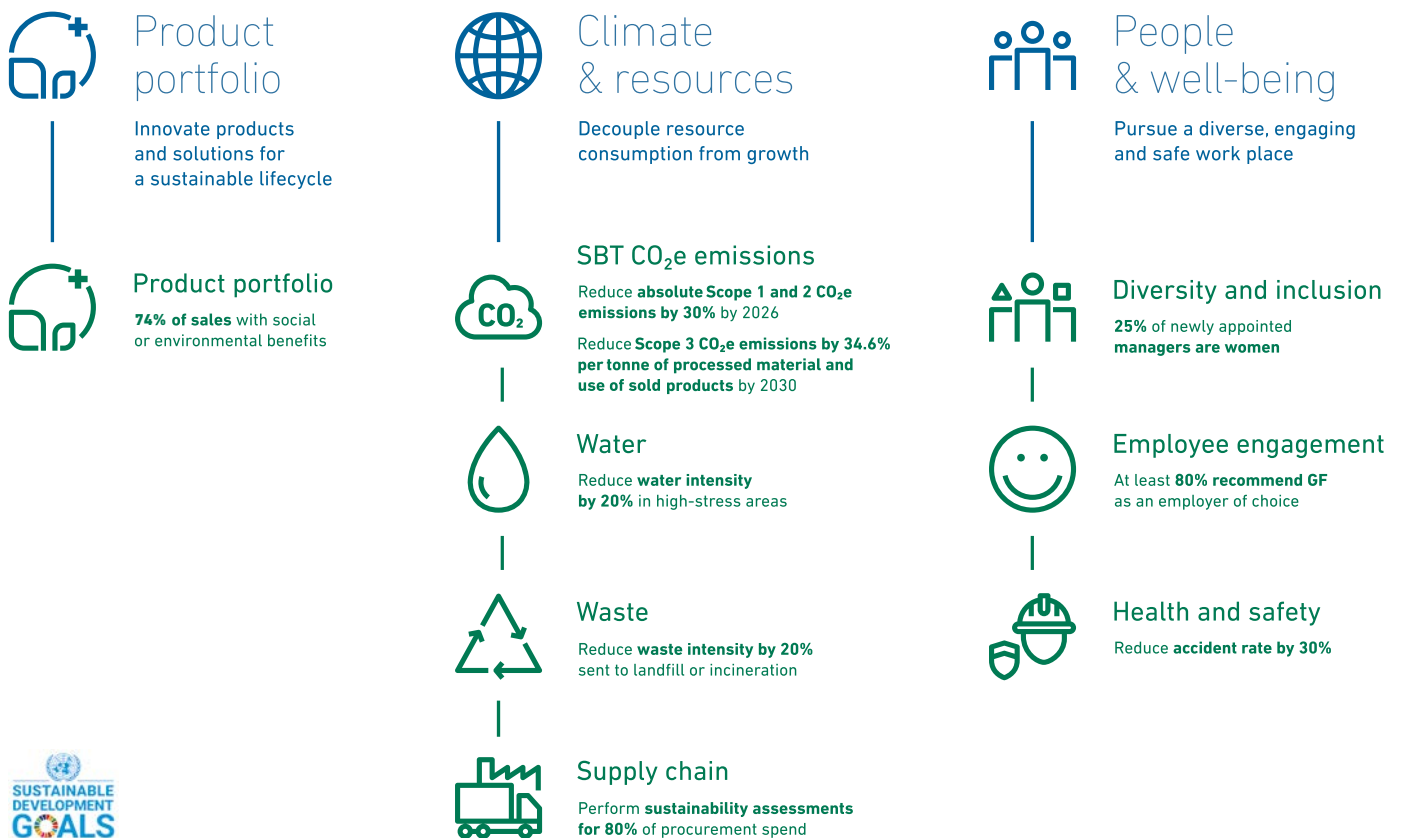 Product
portfolio
Innovate products
and solutions for
a sustainable lifecycle
Product portfolio
74% of sales with social
or environmental benefits
Climate
& resources
Decouple resource
consumption from growth
CO₂
SBT CO₂e emissions
Reduce absolute Scope 1 and 2 CO₂e
emissions by 30% by 2026
Reduce Scope 3 CO₂e emissions by 34.6%
per tonne of processed material and
use of sold products by 2030
Water
Reduce water intensity
by 20% in high-stress areas
Waste
Reduce waste intensity by 20%
sent to landfill or incineration
Supply chain
Perform sustainability assessments
for 80% of procurement spend
People
& well-being
Pursue a diverse, engaging
and safe work place
Diversity and inclusion
25% of newly appointed
managers are women
Employee engagement
At least 80% recommend GF
as an employer of choice
Health and safety
Reduce accident rate by 30%
SUSTAINABLE
DEVELOPMENT
GOALS